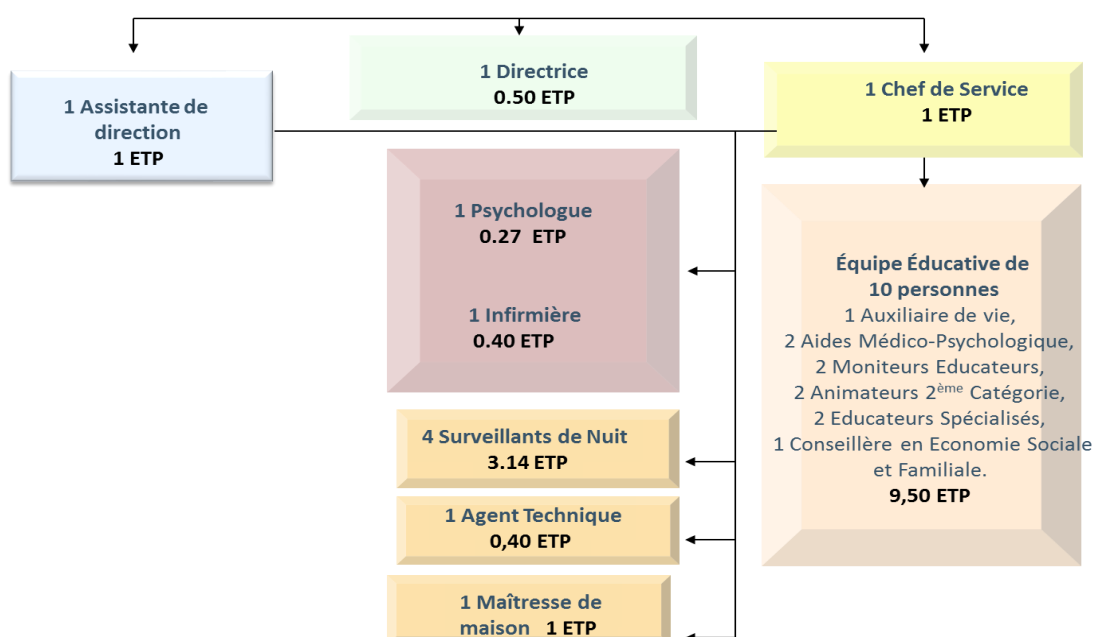 1 Directrice
0.50 ETP
1 Assistante de
direction
1 ETP
1 Chef de Service
1 ETP
1 Psychologue
0.27 ETP
1 Infirmière
0.40 ETP
Équipe Éducative de
10 personnes
1 Auxiliaire de vie,
2 Aides Médico-Psychologique,
2 Moniteurs Educateurs,
2 Animateurs 2ème Catégorie,
2 Educateurs Spécialisés,
1 Conseillère en Economie Sociale
et Familiale.
9,50 ETP
4 Surveillants de Nuit
3.14 ETP
1 Agent Technique
0,40 ETP
1 Maîtresse de
maison 1 ETP